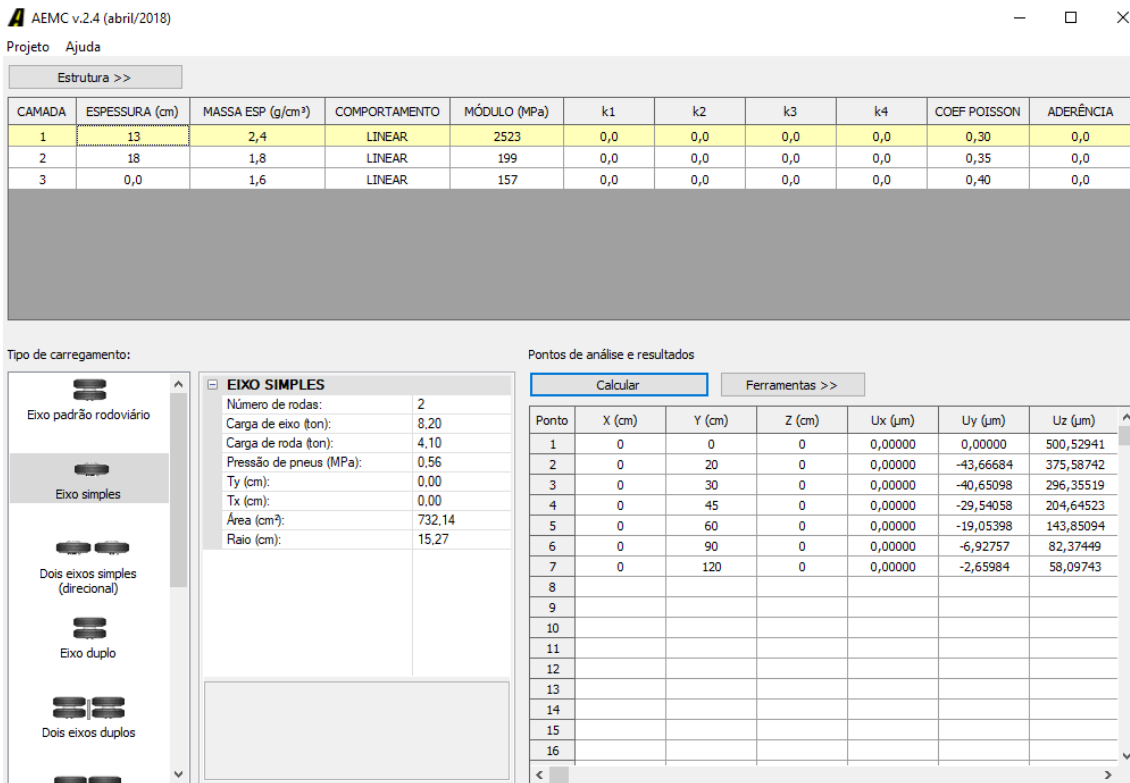 AEMC v.2.4 (abril/2018)
Projeto Ajuda
Estrutura >>
CAMADA ESPESSURA (cm) MASSA ESP (g/cm³) COMPORTAMENTO MÓDULO (MPa) k1 k2 k3 k4 COEF POISSON ADERÊNCIA
1 13 2,4 LINEAR 2523 0,0 0,0 0,0 0,0 0,30 0,0
2 18 1,8 LINEAR 199 0,0 0,0 0,0 0,0 0,35 0,0
3 0,0 1,6 LINEAR 157 0,0 0,0 0,0 0,0 0,40 0,0
Tipo de carregamento:
Eixo padrão rodoviário
Eixo simples
Dois eixos simples
(direcional)
Eixo duplo
Dois eixos duplos
EIXO SIMPLES
Número de rodas: 2
Carga de eixo (ton): 8,20
Carga de roda (ton): 4,10
Pressão de pneus (MPa): 0,56
Ty (cm): 0,00
Tx (cm): 0,00
Área (cm²): 732,14
Raio (cm): 15,27
Pontos de análise e resultados
Calcular Ferramentas >>
Ponto X (cm) Y (cm) Z (cm) Ux (µm) Uy (µm) Uz (µm)
1 0 0 0 0,00000 0,00000 500,52941
2 0 20 0 0,00000 -43,66684 375,58742
3 0 30 0 0,00000 -40,65098 296,35519
4 0 45 0 0,00000 -29,54058 204,64523
5 0 60 0 0,00000 -19,05398 143,85094
6 0 90 0 0,00000 -6,92757 82,37449
7 0 120 0 0,00000 -2,65984 58,09743
8
9
10
11
12
13
14
15
16